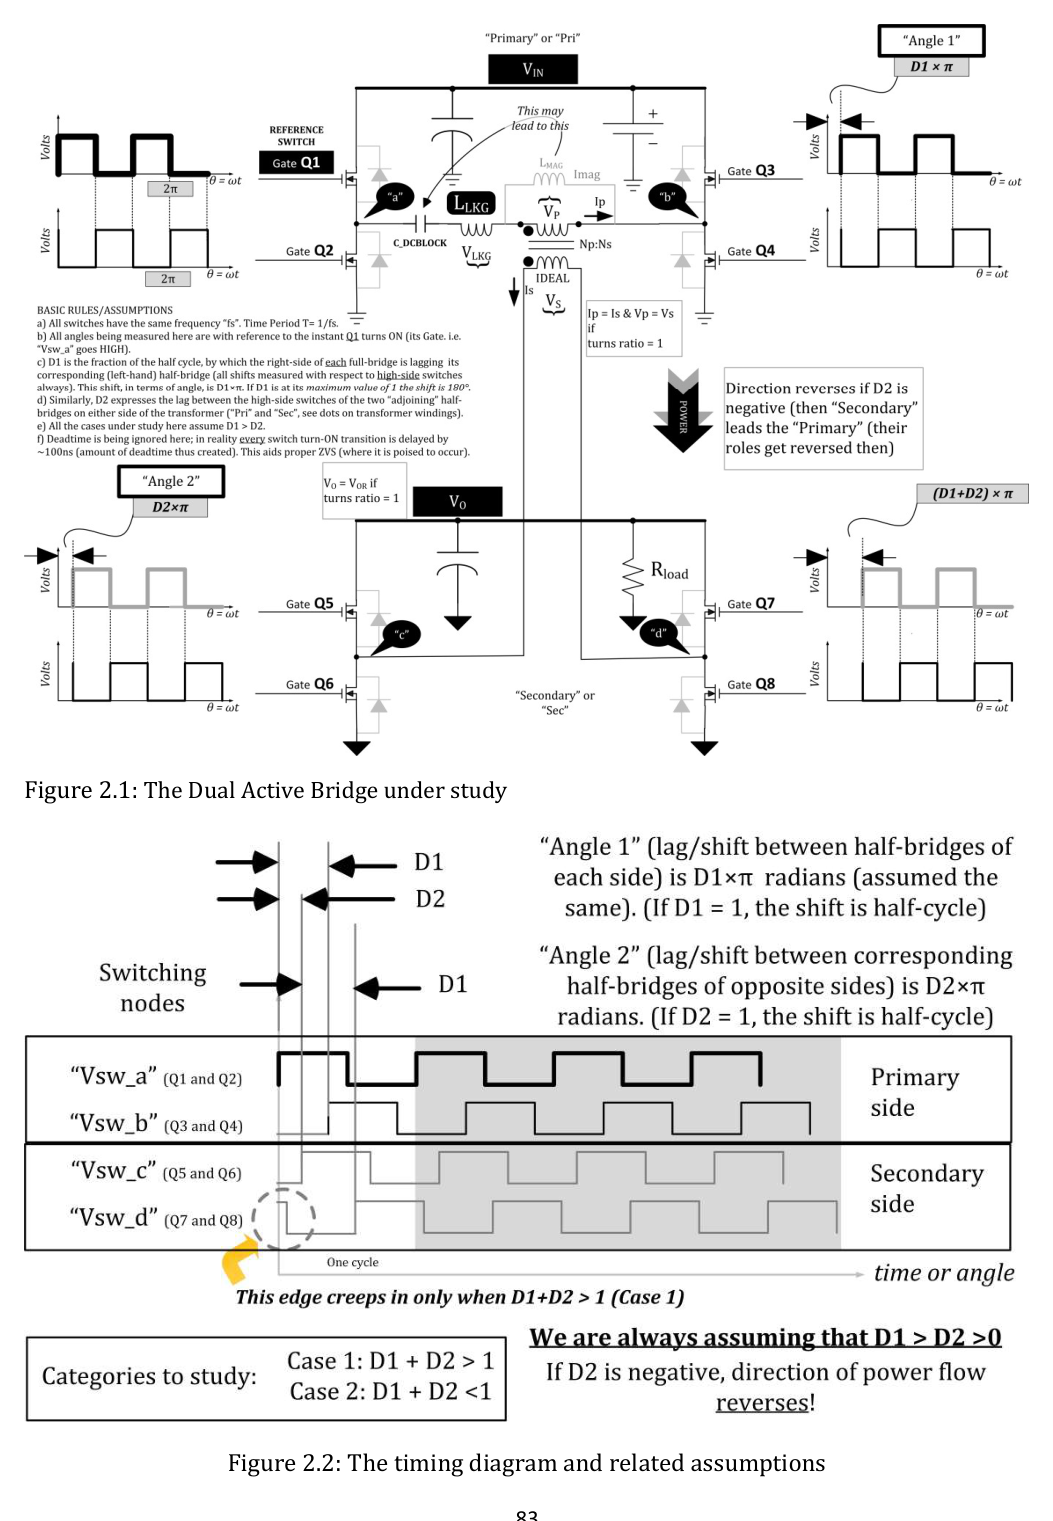 "Primary" or "Pri"
V_IN
"Angle 1"
D1 × π
This may
lead to this
REFERENCE
SWITCH
Gate Q1
Volts
2π
θ = ωt
"a"
L_LKG
L_MAG
Imag
V_P
Ip
"b"
Gate Q3
Volts
θ = ωt
Gate Q2
Volts
2π
θ = ωt
C_DCBLOCK
V_LKG
Np:Ns
IDEAL
Is
V_S
Gate Q4
Volts
θ = ωt
Ip = Is & Vp = Vs
if
turns ratio = 1
BASIC RULES/ASSUMPTIONS
a) All switches have the same frequency "fs". Time Period T= 1/fs.
b) All angles being measured here are with reference to the instant Q1 turns ON (its Gate. i.e.
"Vsw_a" goes HIGH).
c) D1 is the fraction of the half cycle, by which the right-side of each full-bridge is lagging its
corresponding (left-hand) half-bridge (all shifts measured with respect to high-side switches
always). This shift, in terms of angle, is D1×π. If D1 is at its maximum value of 1 the shift is 180°.
d) Similarly, D2 expresses the lag between the high-side switches of the two "adjoining" half-
bridges on either side of the transformer ("Pri" and "Sec", see dots on transformer windings).
e) All the cases under study here assume D1 > D2.
f) Deadtime is being ignored here; in reality every switch turn-ON transition is delayed by
~100ns (amount of deadtime thus created). This aids proper ZVS (where it is poised to occur).
POWER
Direction reverses if D2 is
negative (then "Secondary"
leads the "Primary" (their
roles get reversed then)
"Angle 2"
D2×π
V_O = V_OR if
turns ratio = 1
V_O
(D1+D2) × π
Volts
θ = ωt
Gate Q5
"c"
R_load
"d"
Gate Q7
Volts
θ = ωt
Volts
θ = ωt
Gate Q6
"Secondary" or
"Sec"
Gate Q8
Volts
θ = ωt
Figure 2.1: The Dual Active Bridge under study
D1
D2
D1
Switching
nodes
"Angle 1" (lag/shift between half-bridges of
each side) is D1×π radians (assumed the
same). (If D1 = 1, the shift is half-cycle)
"Angle 2" (lag/shift between corresponding
half-bridges of opposite sides) is D2×π
radians. (If D2 = 1, the shift is half-cycle)
"Vsw_a" (Q1 and Q2)
"Vsw_b" (Q3 and Q4)
Primary
side
"Vsw_c" (Q5 and Q6)
"Vsw_d" (Q7 and Q8)
Secondary
side
One cycle
time or angle
This edge creeps in only when D1+D2 > 1 (Case 1)
Categories to study:
Case 1: D1 + D2 > 1
Case 2: D1 + D2 <1
We are always assuming that D1 > D2 >0
If D2 is negative, direction of power flow
reverses!
Figure 2.2: The timing diagram and related assumptions
83